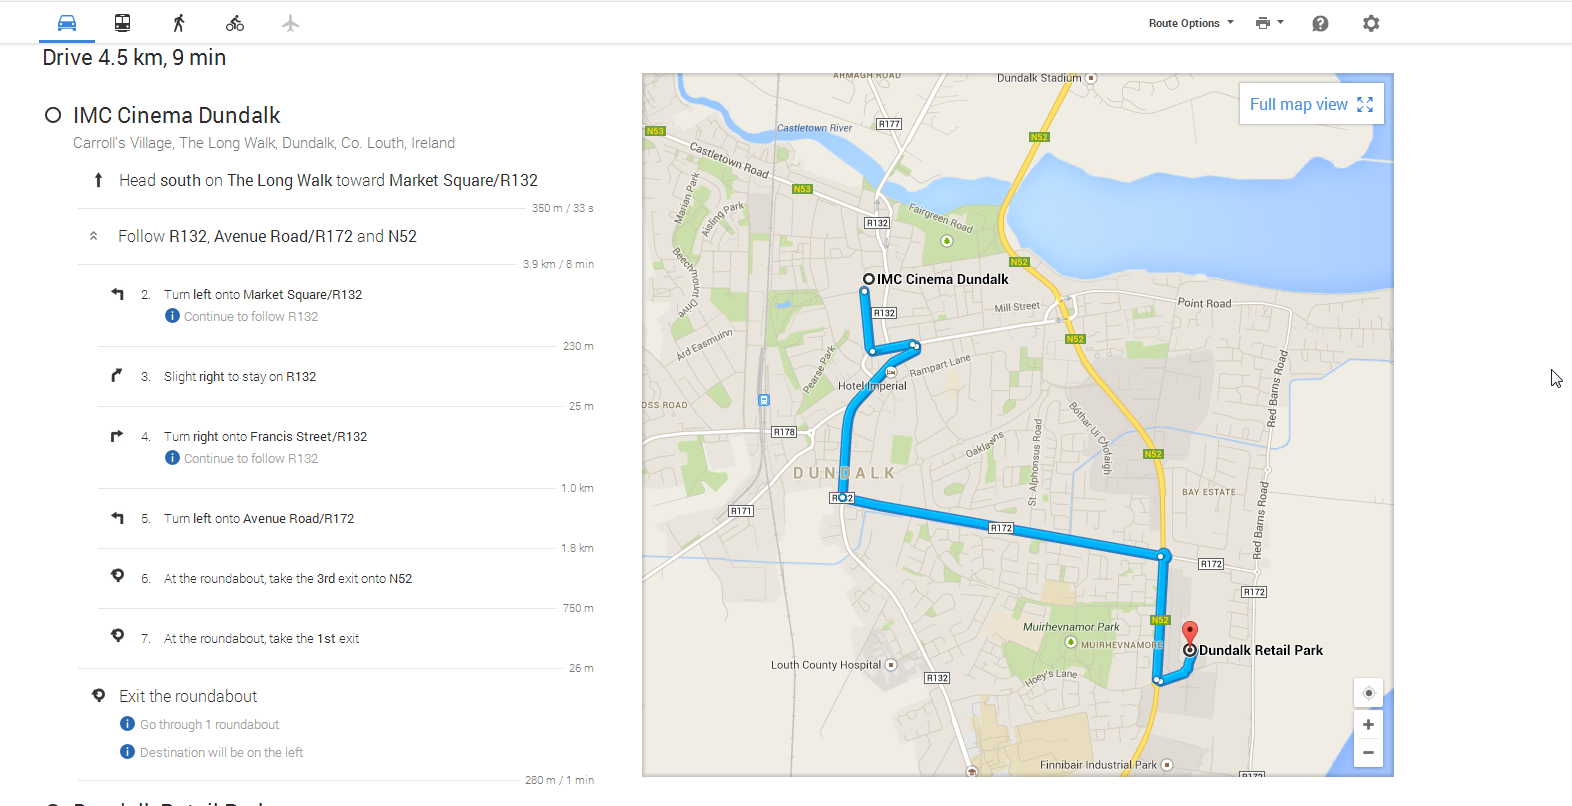 Route Options
Drive 4.5 km, 9 min
IMC Cinema Dundalk
Carroll's Village, The Long Walk, Dundalk, Co. Louth, Ireland
Head south on The Long Walk toward Market Square/R132
350 m / 33 s
Follow R132, Avenue Road/R172 and N52
3.9 km / 8 min
2. Turn left onto Market Square/R132
i Continue to follow R132
230 m
3. Slight right to stay on R132
25 m
4. Turn right onto Francis Street/R132
i Continue to follow R132
1.0 km
5. Turn left onto Avenue Road/R172
1.8 km
6. At the roundabout, take the 3rd exit onto N52
750 m
7. At the roundabout, take the 1st exit
26 m
Exit the roundabout
i Go through 1 roundabout
i Destination will be on the left
280 m / 1 min
ARMAGH ROAD
Dundalk Stadium
Full map view
N53
Castletown River
R177
N52
Castletown Road
N53
Marian Park
Aisling Park
R132
Fairgreen Road
Beechmount Drive
N52
IMC Cinema Dundalk
Mill Street
Point Road
R132
N52
Ard Easmuinn
Pearse Park
Rampart Lane
Hotel Imperial
Red Barns Road
OSS ROAD
R178
Bóthar Uí Chofaigh
Oaklawns
St. Alphonsus Road
N52
DUNDALK
R171
BAY ESTATE
R172
Red Barns Road
R172
R172
N52
Muirhevnamor Park
MUIRHEVNAMORE
Dundalk Retail Park
Louth County Hospital
R132
Hoey's Lane
Finnibair Industrial Park
R172